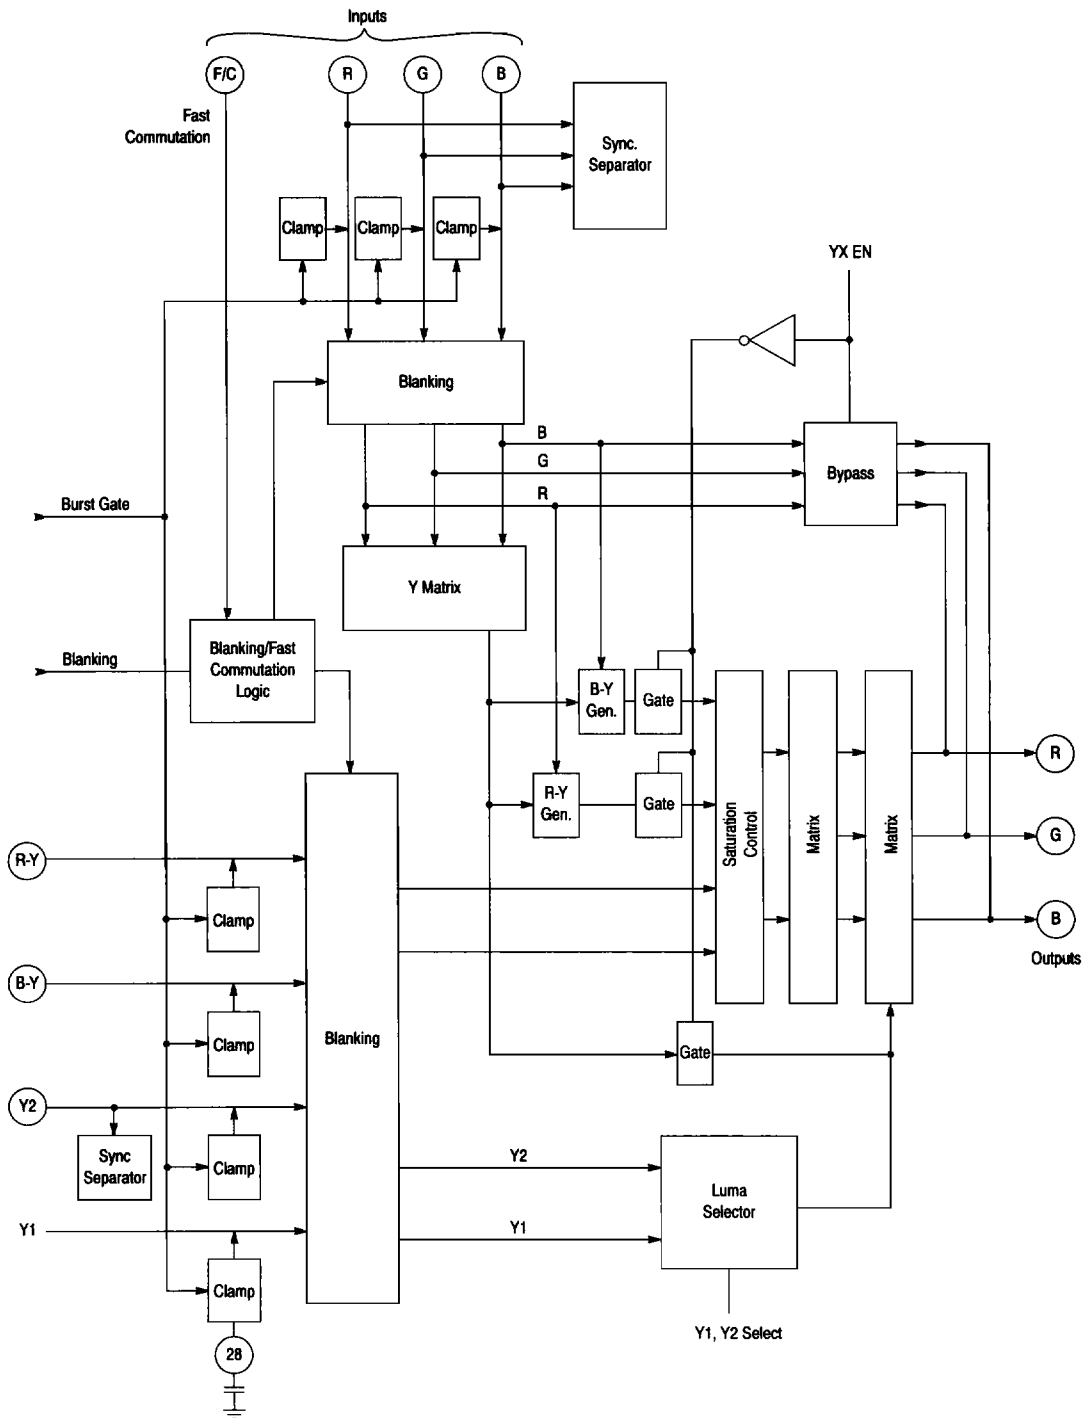 Inputs
F/C
R
G
B
Fast
Commutation
Sync.
Separator
Clamp
Clamp
Clamp
YX EN
Blanking
B
G
R
Bypass
Burst Gate
Y Matrix
Blanking
Blanking/Fast
Commutation
Logic
B-Y
Gen.
Gate
R-Y
Gen.
Gate
Saturation
Control
Matrix
Matrix
R
G
B
Outputs
R-Y
Clamp
B-Y
Clamp
Blanking
Gate
Y2
Sync
Separator
Clamp
Y2
Luma
Selector
Y1
Y1
Clamp
Y1, Y2 Select
28